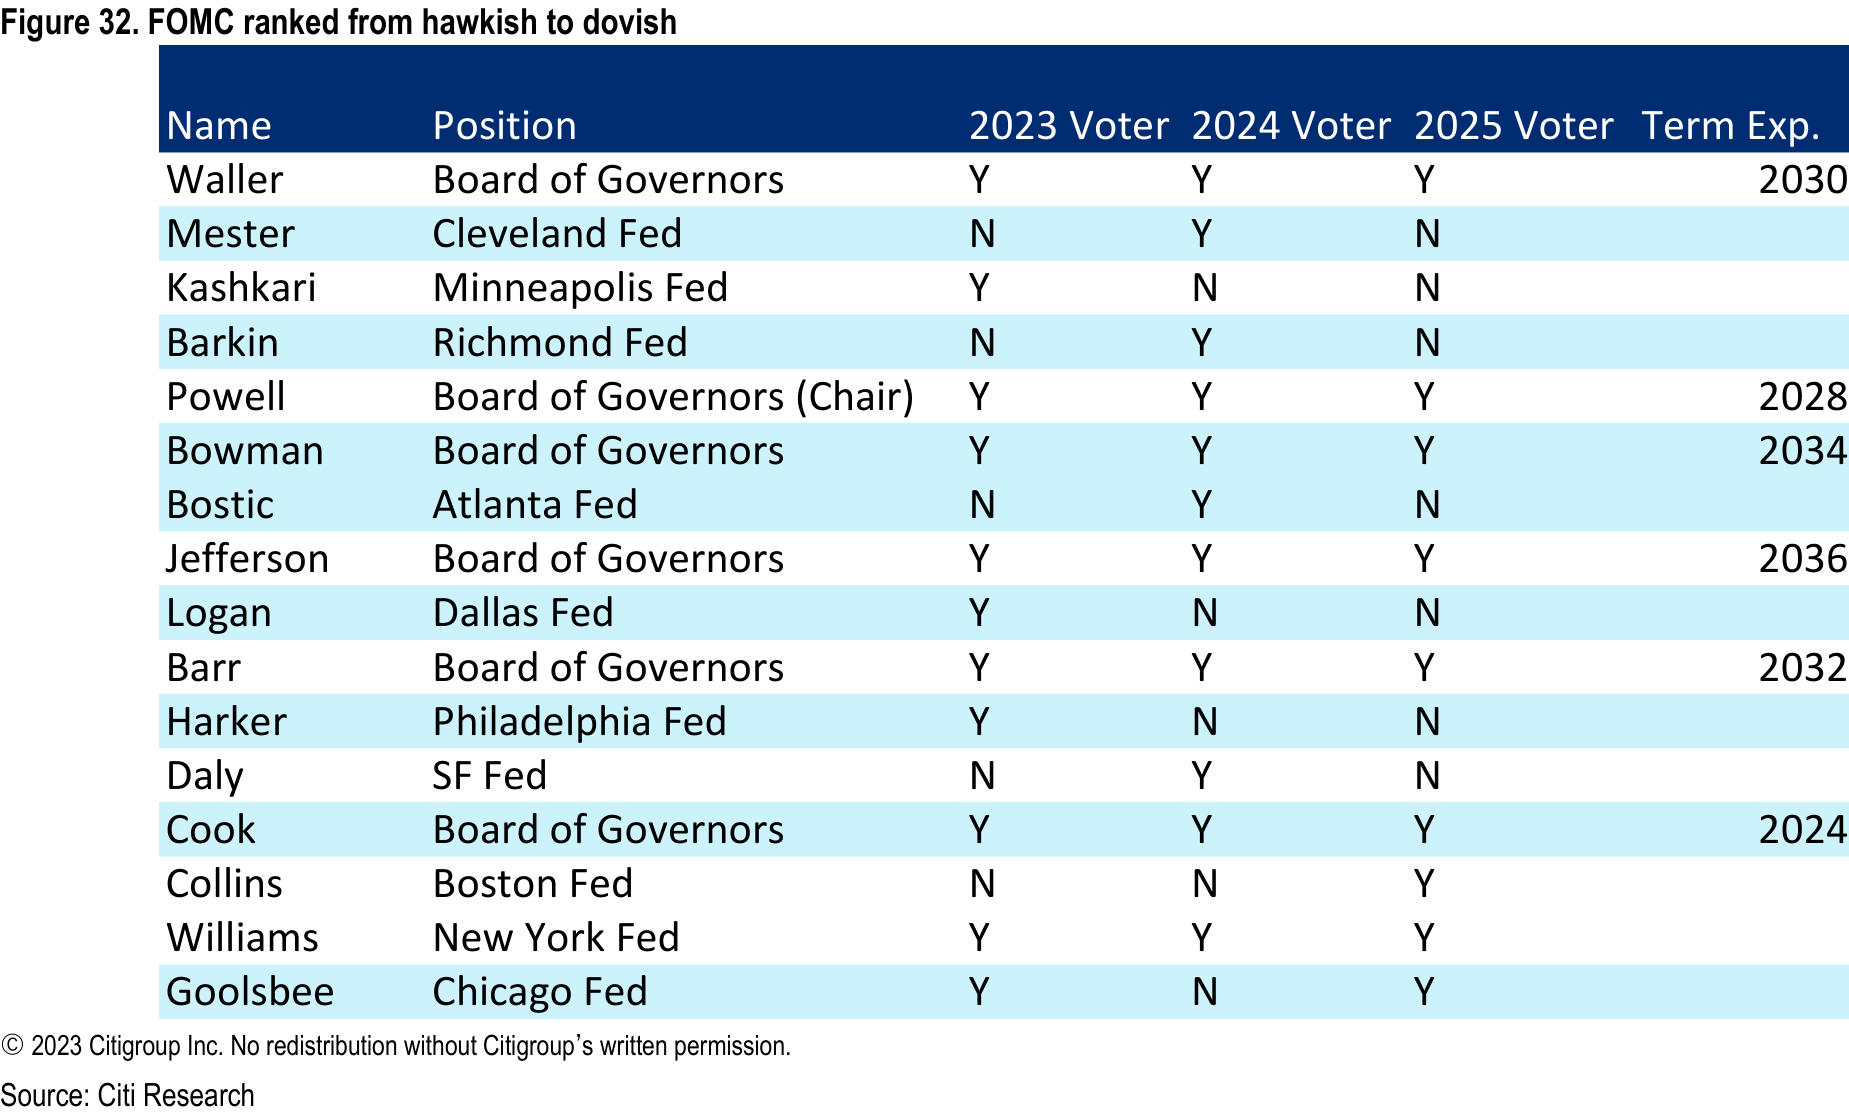 Figure 32. FOMC ranked from hawkish to dovish
Name Position 2023 Voter 2024 Voter 2025 Voter Term Exp.
Waller Board of Governors Y Y Y 2030
Mester Cleveland Fed N Y N
Kashkari Minneapolis Fed Y N N
Barkin Richmond Fed N Y N
Powell Board of Governors (Chair) Y Y Y 2028
Bowman Board of Governors Y Y Y 2034
Bostic Atlanta Fed N Y N
Jefferson Board of Governors Y Y Y 2036
Logan Dallas Fed Y N N
Barr Board of Governors Y Y Y 2032
Harker Philadelphia Fed Y N N
Daly SF Fed N Y N
Cook Board of Governors Y Y Y 2024
Collins Boston Fed N N Y
Williams New York Fed Y Y Y
Goolsbee Chicago Fed Y N Y
© 2023 Citigroup Inc. No redistribution without Citigroup’s written permission.
Source: Citi Research